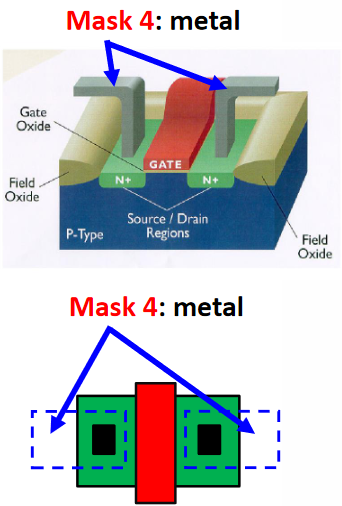 Mask 4: metal
Gate
Oxide
GATE
N+
N+
Field
Oxide
Source / Drain
Regions
P-Type
Field
Oxide
Mask 4: metal